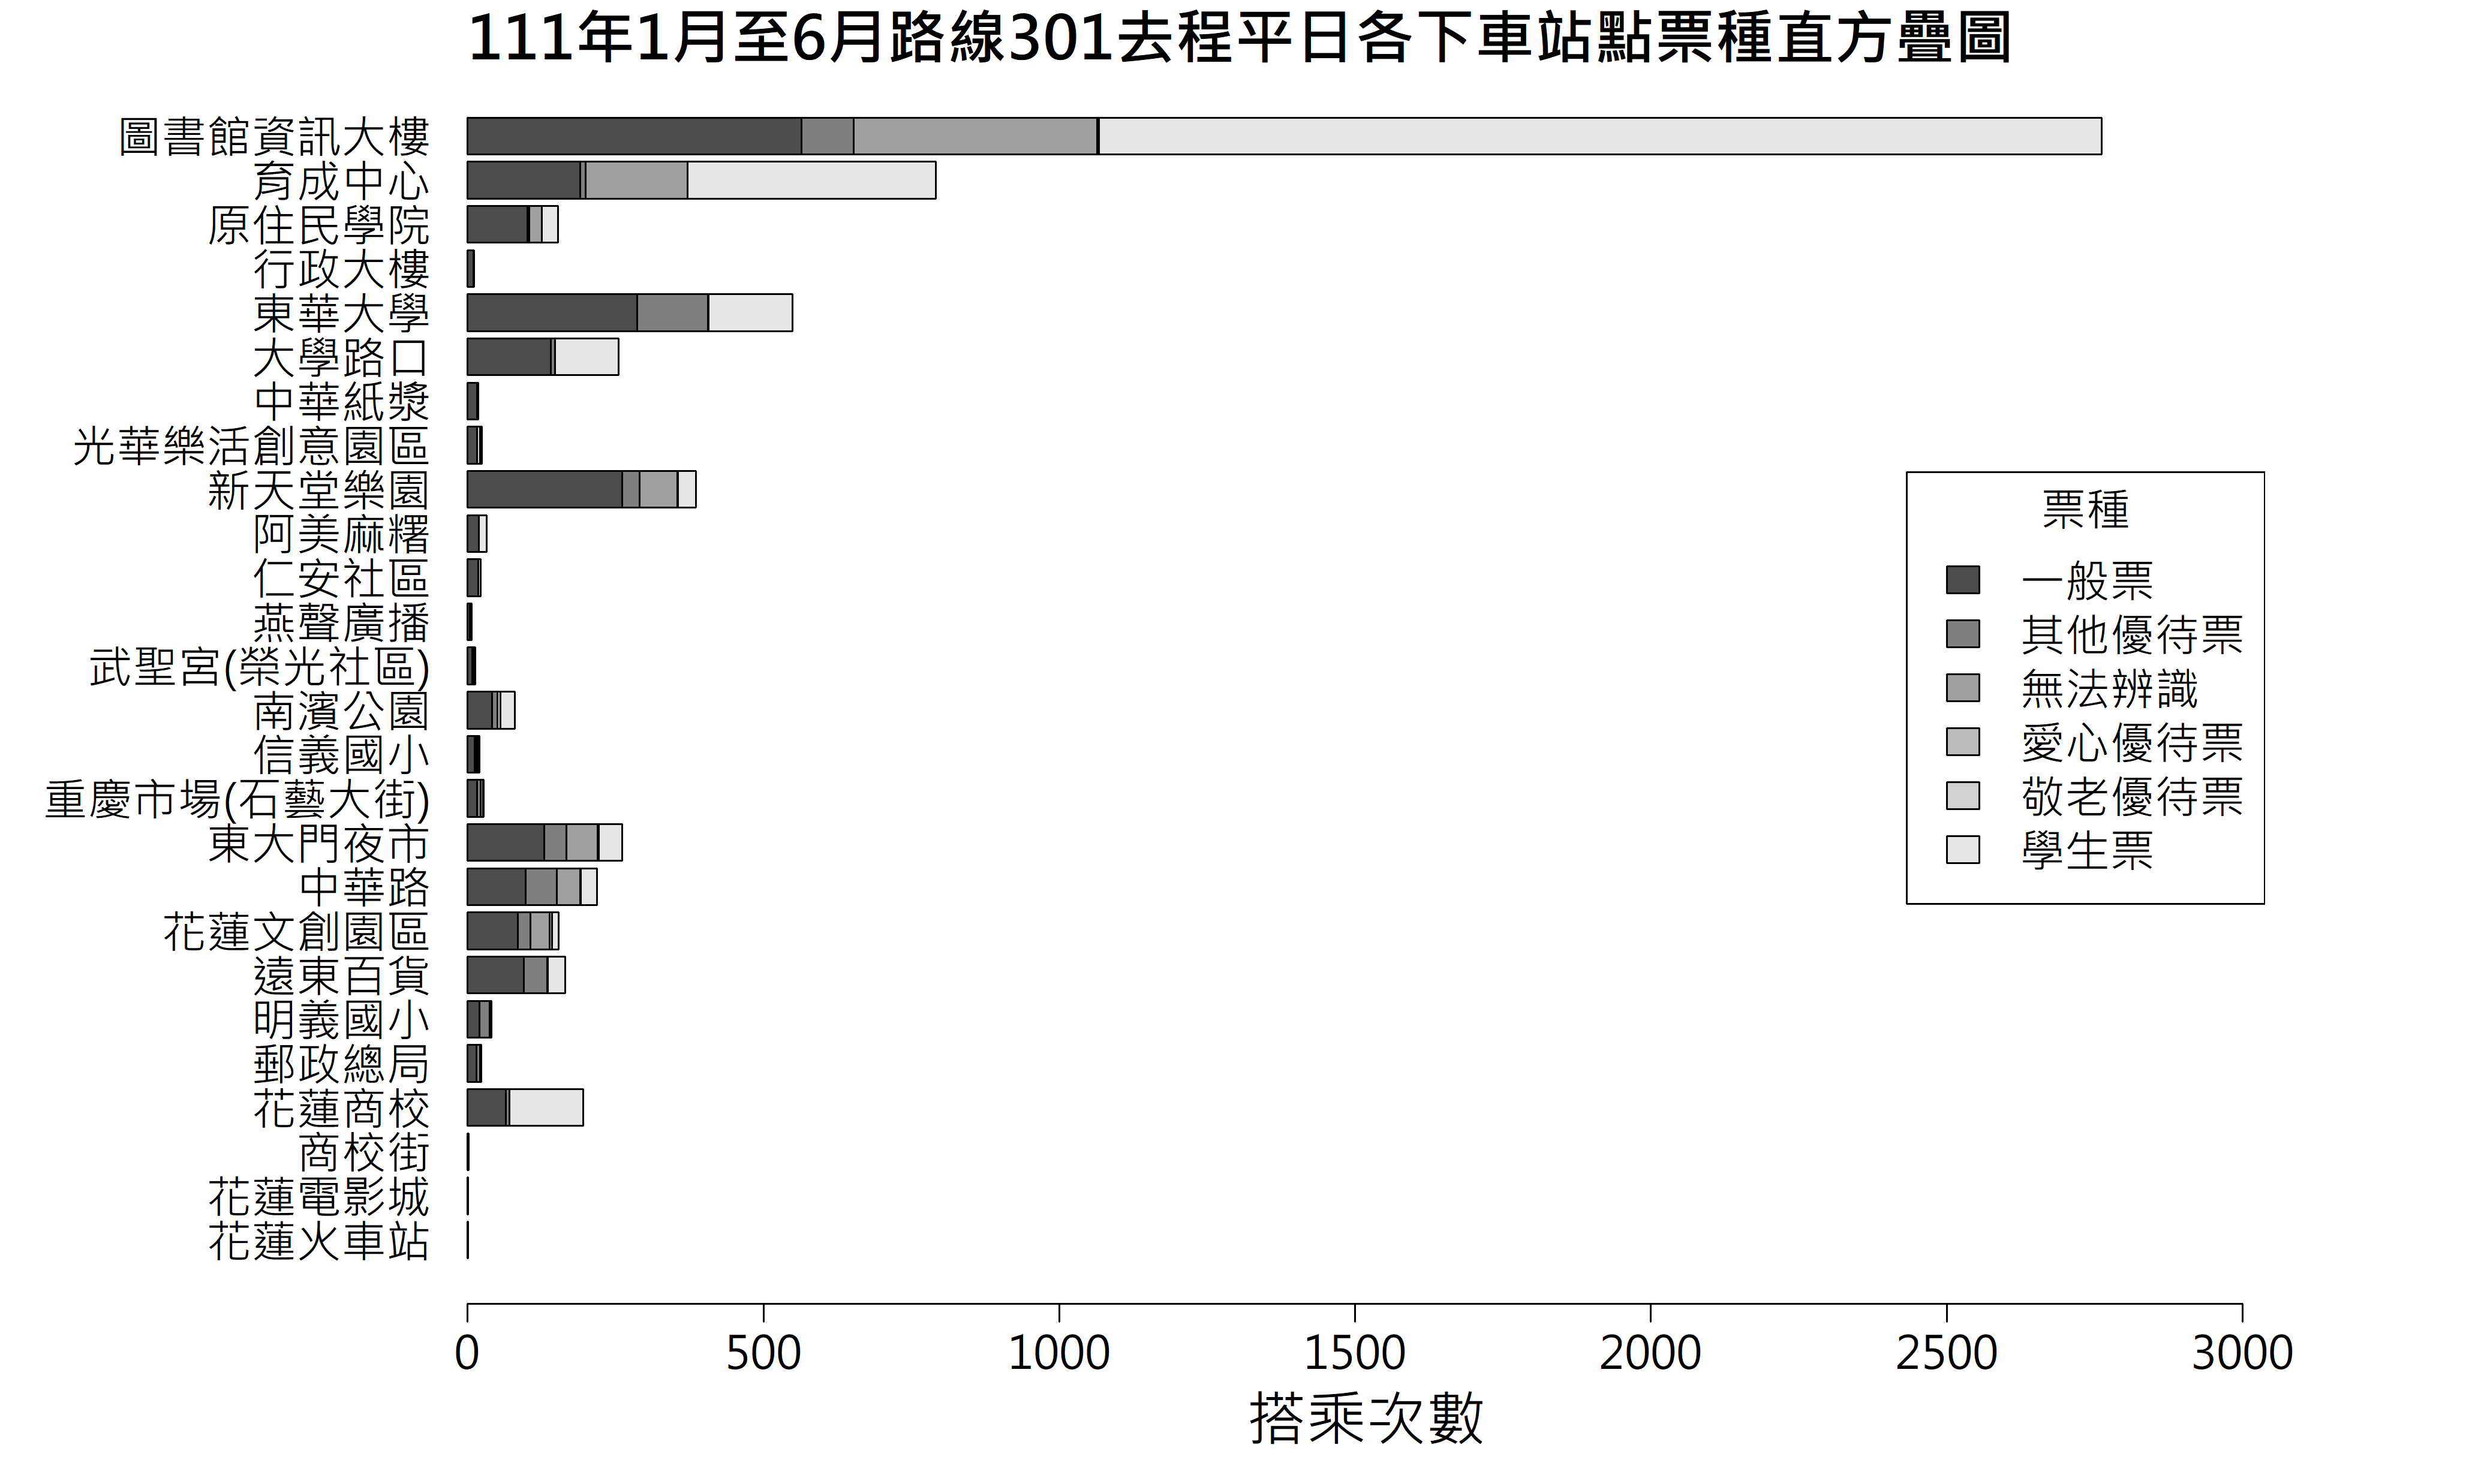 111年1月至6月路線301去程平日各下車站點票種直方疊圖
圖書館資訊大樓
育成中心
原住民學院
行政大樓
東華大學
大學路口
中華紙漿
光華樂活創意園區
新天堂樂園
阿美麻糬
仁安社區
燕聲廣播
武聖宮(榮光社區)
南濱公園
信義國小
重慶市場(石藝大街)
東大門夜市
中華路
花蓮文創園區
遠東百貨
明義國小
郵政總局
花蓮商校
商校街
花蓮電影城
花蓮火車站
票種
一般票
其他優待票
無法辨識
愛心優待票
敬老優待票
學生票
0 500 1000 1500 2000 2500 3000
搭乘次數